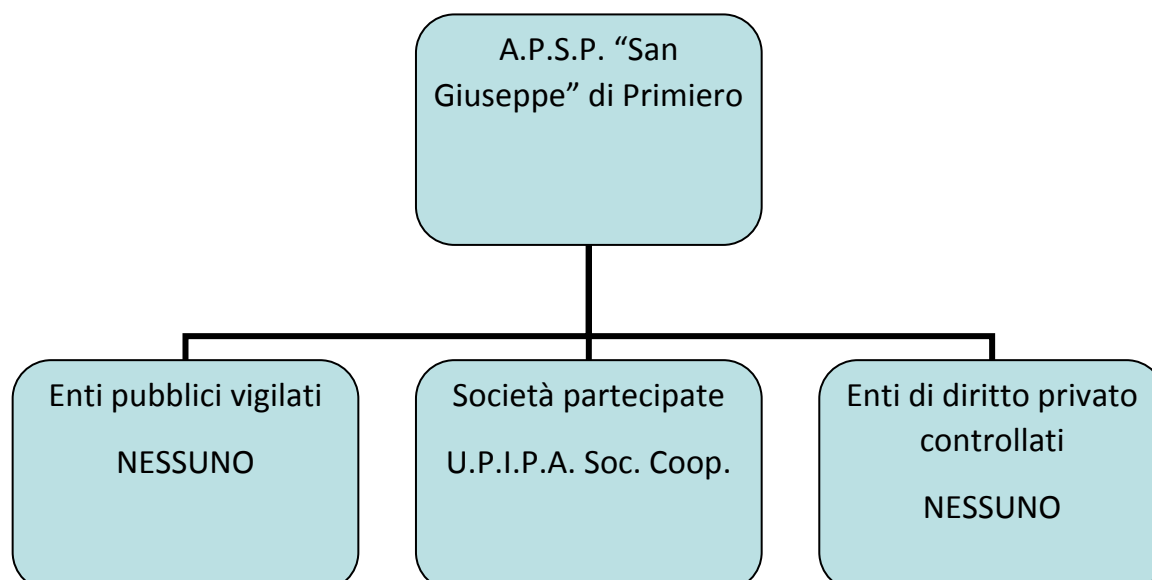 A.P.S.P. “San
Giuseppe” di Primiero
Enti pubblici vigilati
NESSUNO
Società partecipate
U.P.I.P.A. Soc. Coop.
Enti di diritto privato
controllati
NESSUNO